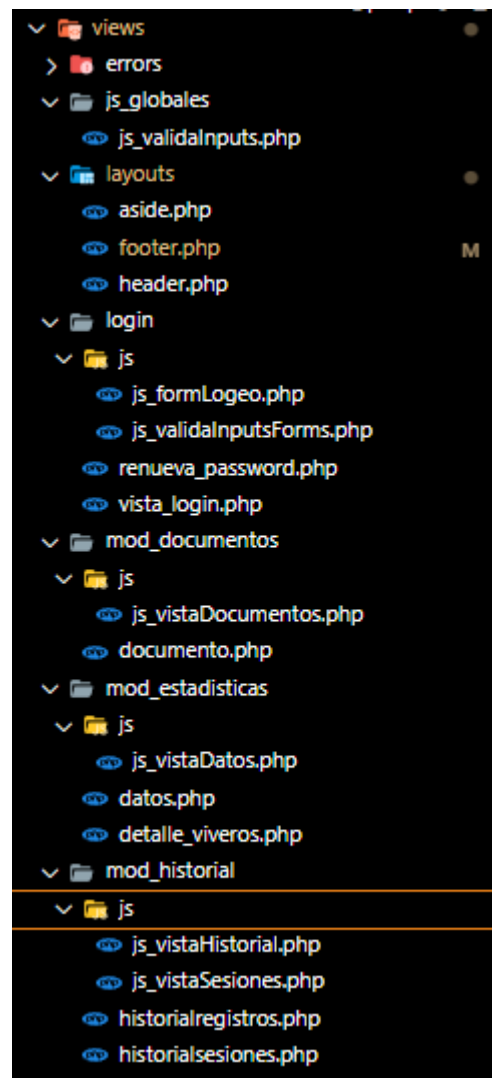 views
errors
js_globales
js_validaInputs.php
layouts
aside.php
footer.php M
header.php
login
js
js_formLogeo.php
js_validaInputsForms.php
renueva_password.php
vista_login.php
mod_documentos
js
js_vistaDocumentos.php
documento.php
mod_estadisticas
js
js_vistaDatos.php
datos.php
detalle_viveros.php
mod_historial
js
js_vistaHistorial.php
js_vistaSesiones.php
historialregistros.php
historialsesiones.php